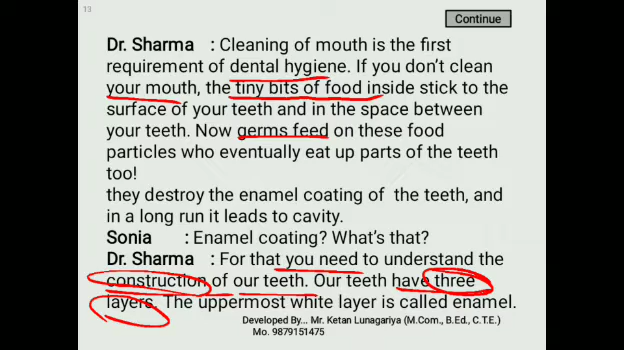 13
Continue
Dr. Sharma : Cleaning of mouth is the first
requirement of dental hygiene. If you don't clean
your mouth, the tiny bits of food inside stick to the
surface of your teeth and in the space between
your teeth. Now germs feed on these food
particles who eventually eat up parts of the teeth
too!
they destroy the enamel coating of the teeth, and
in a long run it leads to cavity.
Sonia : Enamel coating? What's that?
Dr. Sharma : For that you need to understand the
construction of our teeth. Our teeth have three
layers. The uppermost white layer is called enamel.
Developed By... Mr. Ketan Lunagariya (M.Com., B.Ed., C.T.E.)
Mo. 9879151475